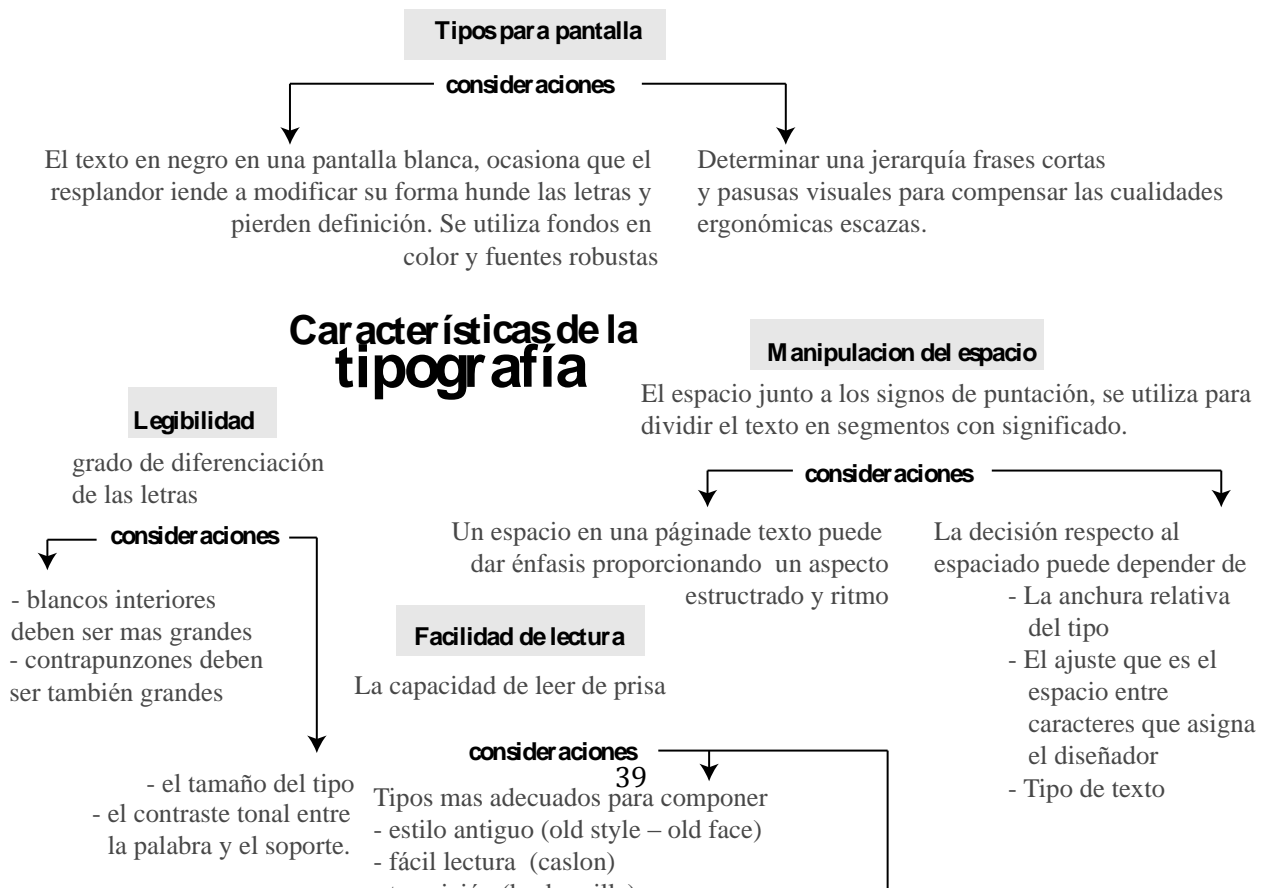 Tipos para pantalla
consideraciones
El texto en negro en una pantalla blanca, ocasiona que el
resplandor iende a modificar su forma hunde las letras y
pierden definición. Se utiliza fondos en
color y fuentes robustas
Determinar una jerarquía frases cortas
y pasusas visuales para compensar las cualidades
ergonómicas escazas.
Características de la
tipografía
Manipulacion del espacio
El espacio junto a los signos de puntación, se utiliza para
dividir el texto en segmentos con significado.
consideraciones
Un espacio en una páginade texto puede
dar énfasis proporcionando un aspecto
estructrado y ritmo
La decisión respecto al
espaciado puede depender de
- La anchura relativa
del tipo
- El ajuste que es el
espacio entre
caracteres que asigna
el diseñador
- Tipo de texto
Legibilidad
grado de diferenciación
de las letras
consideraciones
- blancos interiores
deben ser mas grandes
- contrapunzones deben
ser también grandes
- el tamaño del tipo
- el contraste tonal entre
la palabra y el soporte.
Facilidad de lectura
La capacidad de leer de prisa
consideraciones
39
Tipos mas adecuados para componer
- estilo antiguo (old style – old face)
- fácil lectura (caslon)